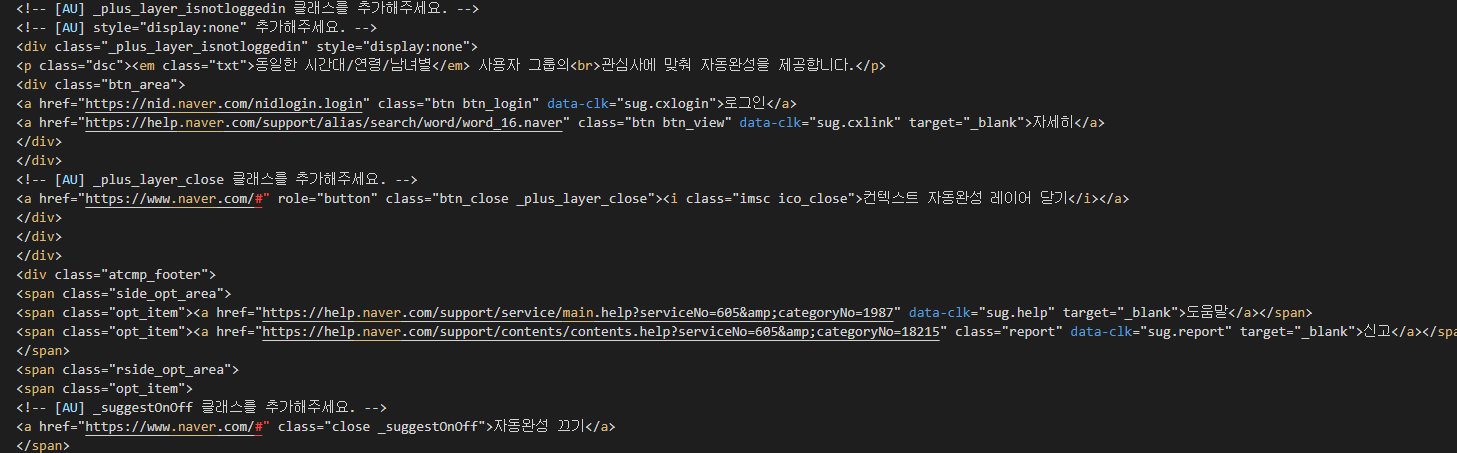 <!-- [AU] _plus_layer_isnotloggedin 클래스를 추가해주세요. -->
<!-- [AU] style="display:none" 추가해주세요. -->
<div class="_plus_layer_isnotloggedin" style="display:none">
<p class="dsc"><em class="txt">동일한 시간대/연령/남녀별</em> 사용자 그룹의<br>관심사에 맞춰 자동완성을 제공합니다.</p>
<div class="btn_area">
<a href="https://nid.naver.com/nidlogin.login" class="btn btn_login" data-clk="sug.cxlogin">로그인</a>
<a href="https://help.naver.com/support/alias/search/word/word_16.naver" class="btn btn_view" data-clk="sug.cxlink" target="_blank">자세히</a>
</div>
</div>
<!-- [AU] _plus_layer_close 클래스를 추가해주세요. -->
<a href="https://www.naver.com/#" role="button" class="btn_close _plus_layer_close"><i class="imsc ico_close">컨텍스트 자동완성 레이어 닫기</i></a>
</div>
</div>
</div>
<div class="atcmp_footer">
<span class="side_opt_area">
<span class="opt_item"><a href="https://help.naver.com/support/service/main.help?serviceNo=605&amp;categoryNo=1987" data-clk="sug.help" target="_blank">도움말</a></span>
<span class="opt_item"><a href="https://help.naver.com/support/contents/contents.help?serviceNo=605&amp;categoryNo=18215" class="report" data-clk="sug.report" target="_blank">신고</a></spa
</span>
<span class="rside_opt_area">
<span class="opt_item">
<!-- [AU] _suggestOnOff 클래스를 추가해주세요. -->
<a href="https://www.naver.com/#" class="close _suggestOnOff">자동완성 끄기</a>
</span>